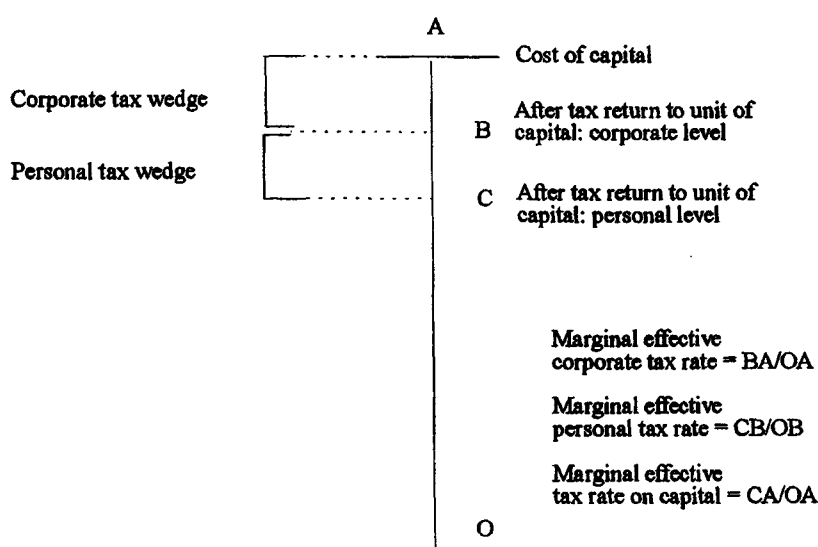 A
Cost of capital
Corporate tax wedge
B
After tax return to unit of
capital: corporate level
Personal tax wedge
C
After tax return to unit of
capital: personal level
Marginal effective
corporate tax rate = BA/OA
Marginal effective
personal tax rate = CB/OB
Marginal effective
tax rate on capital = CA/OA
O